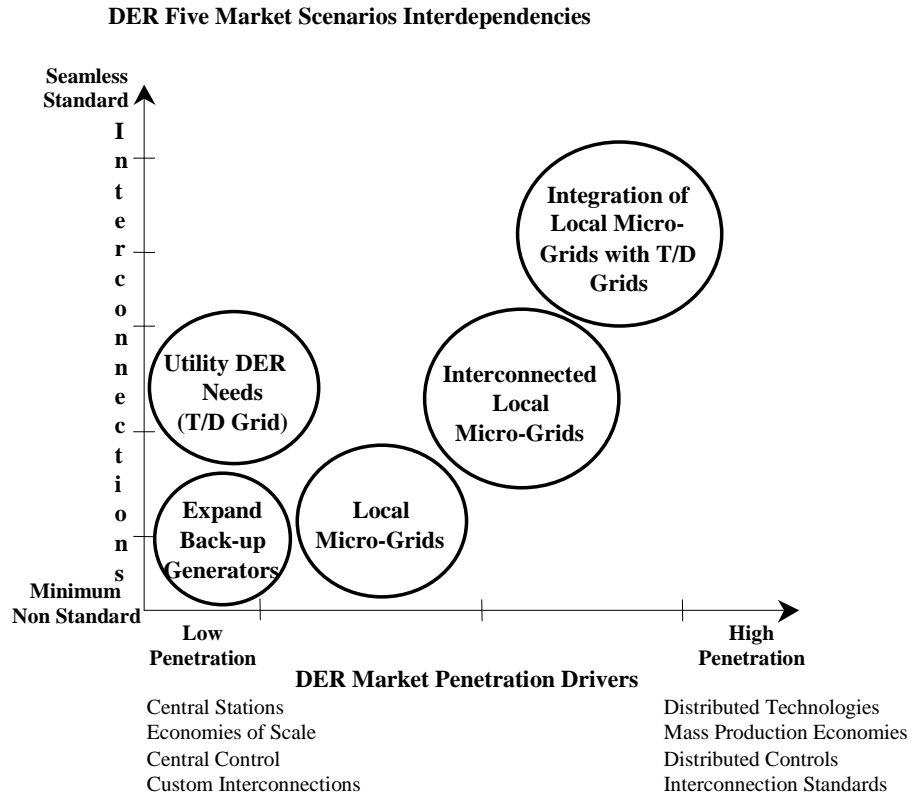 DER Five Market Scenarios Interdependencies
Seamless
Standard
Interconnections
Integration of
Local Micro-
Grids with T/D
Grids
Utility DER
Needs
(T/D Grid)
Interconnected
Local
Micro-Grids
Expand
Back-up
Generators
Local
Micro-Grids
Minimum
Non Standard
Low
Penetration
High
Penetration
DER Market Penetration Drivers
Central Stations
Economies of Scale
Central Control
Custom Interconnections
Distributed Technologies
Mass Production Economies
Distributed Controls
Interconnection Standards